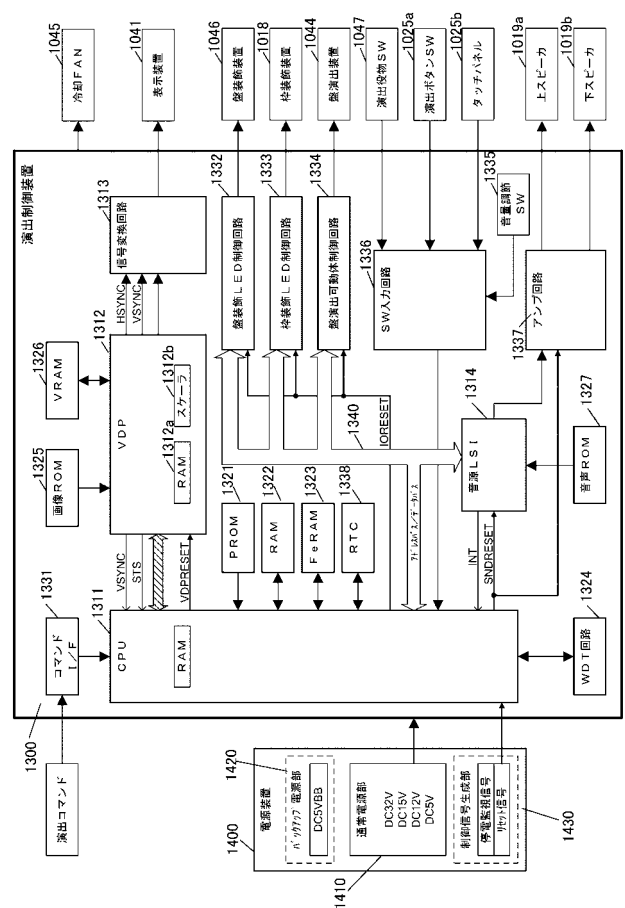 演出制御装置
1300
演出コマンド
1331
コマンド
I/F
1325
画像ROM
1326
VRAM
1045
冷却FAN
1041
表示装置
1311
CPU
RAM
VSYNC
STS
VDPRESET
1312
VDP
1312a
RAM
1312b
スケーラ
HSYNC
VSYNC
1313
信号変換回路
1321
PROM
1322
RAM
1323
FeRAM
1338
RTC
1332
盤装飾LED制御回路
1333
枠装飾LED制御回路
1334
盤演出可動体制御回路
1046
盤装飾装置
1018
枠装飾装置
1044
盤演出装置
1047
演出役物SW
1025a
演出ボタンSW
1025b
タッチパネル
1340
IORESET
アドレスバス/データバス
1336
SW入力回路
1335
音量調節
SW
INT
SNDRESET
1314
音源LSI
1337
アンプ回路
1019a
上スピーカ
1019b
下スピーカ
1324
WDT回路
1327
音声ROM
1400
電源装置
1420
バックアップ電源部
DC5VBB
1410
通常電源部
DC32V
DC15V
DC12V
DC5V
1430
制御信号生成部
停電監視信号
リセット信号